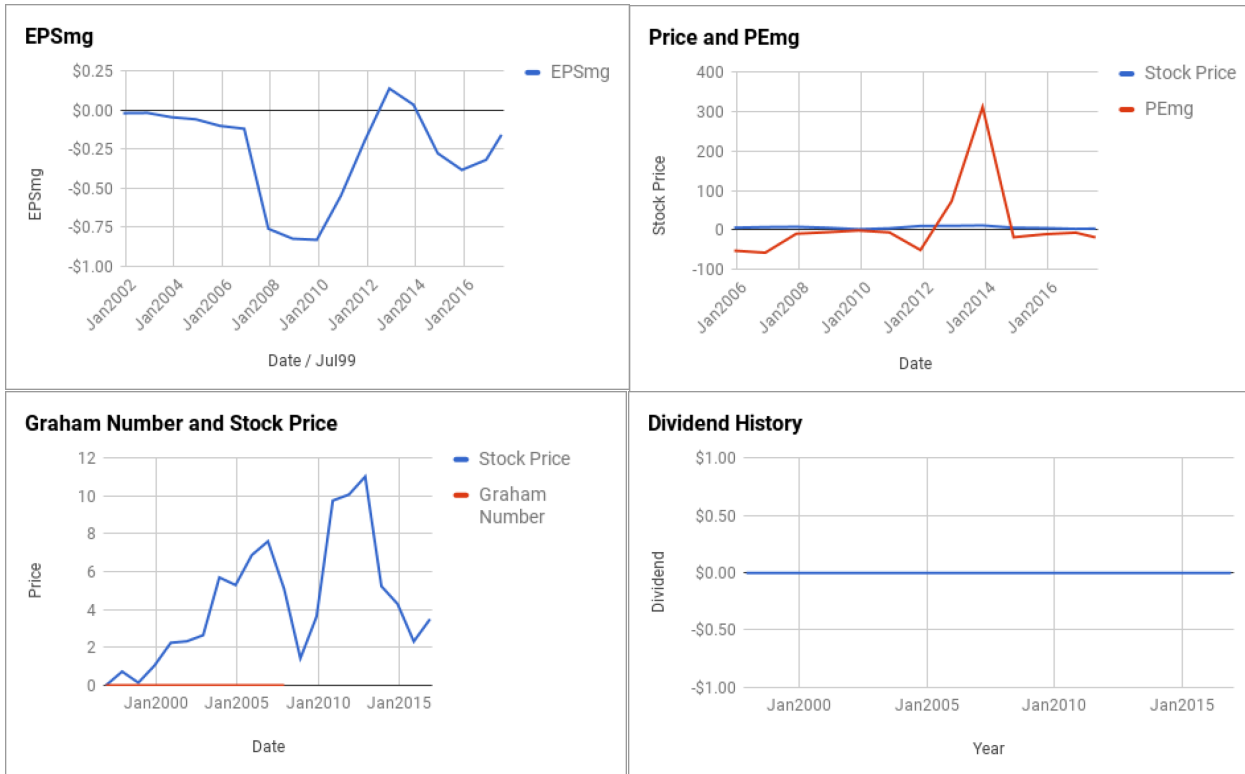 EPSmg
EPSmg
$0.25
$0.00
-$0.25
-$0.50
-$0.75
-$1.00
EPSmg
Jan2002
Jan2004
Jan2006
Jan2008
Jan2010
Jan2012
Jan2014
Jan2016
Date / Jul99
Price and PEmg
Stock Price
PEmg
400
300
200
100
0
-100
Stock Price
Jan2006
Jan2008
Jan2010
Jan2012
Jan2014
Jan2016
Date
Graham Number and Stock Price
Stock Price
Graham
Number
12
10
8
6
4
2
0
Price
Jan2000
Jan2005
Jan2010
Jan2015
Date
Dividend History
$1.00
$0.50
$0.00
-$0.50
-$1.00
Dividend
Jan2000
Jan2005
Jan2010
Jan2015
Year